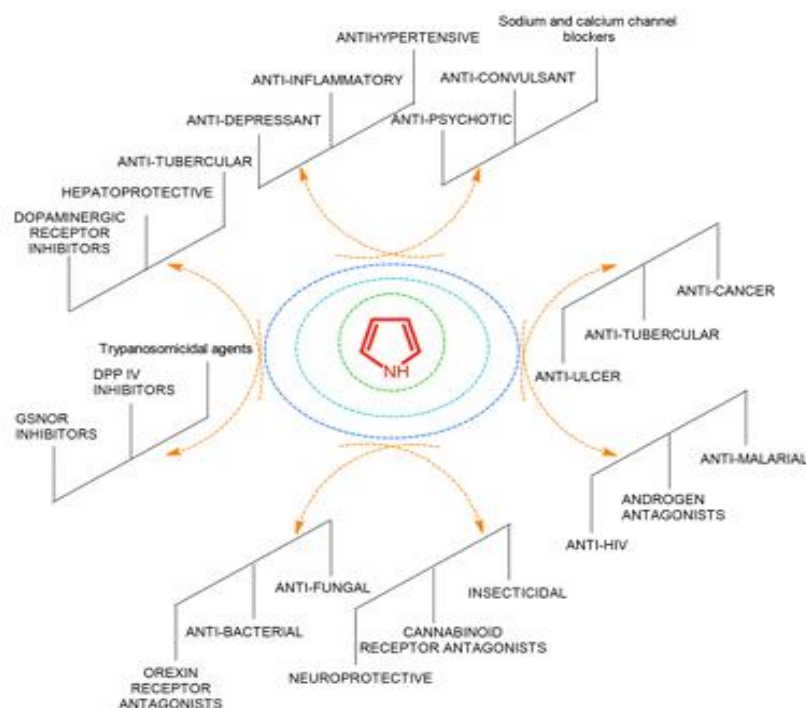 Sodium and calcium channel
blockers
ANTIHYPERTENSIVE
ANTI-INFLAMMATORY
ANTI-CONVULSANT
ANTI-DEPRESSANT
ANTI-PSYCHOTIC
ANTI-TUBERCULAR
HEPATOPROTECTIVE
DOPAMINERGIC
RECEPTOR
INHIBITORS
ANTI-CANCER
ANTI-TUBERCULAR
ANTI-ULCER
Trypanosomicidal agents
DPP IV
INHIBITORS
GSNOR
INHIBITORS
NH
ANTI-MALARIAL
ANDROGEN
ANTAGONISTS
ANTI-HIV
ANTI-FUNGAL
ANTI-BACTERIAL
OREXIN
RECEPTOR
ANTAGONISTS
INSECTICIDAL
CANNABINOID
RECEPTOR ANTAGONISTS
NEUROPROTECTIVE